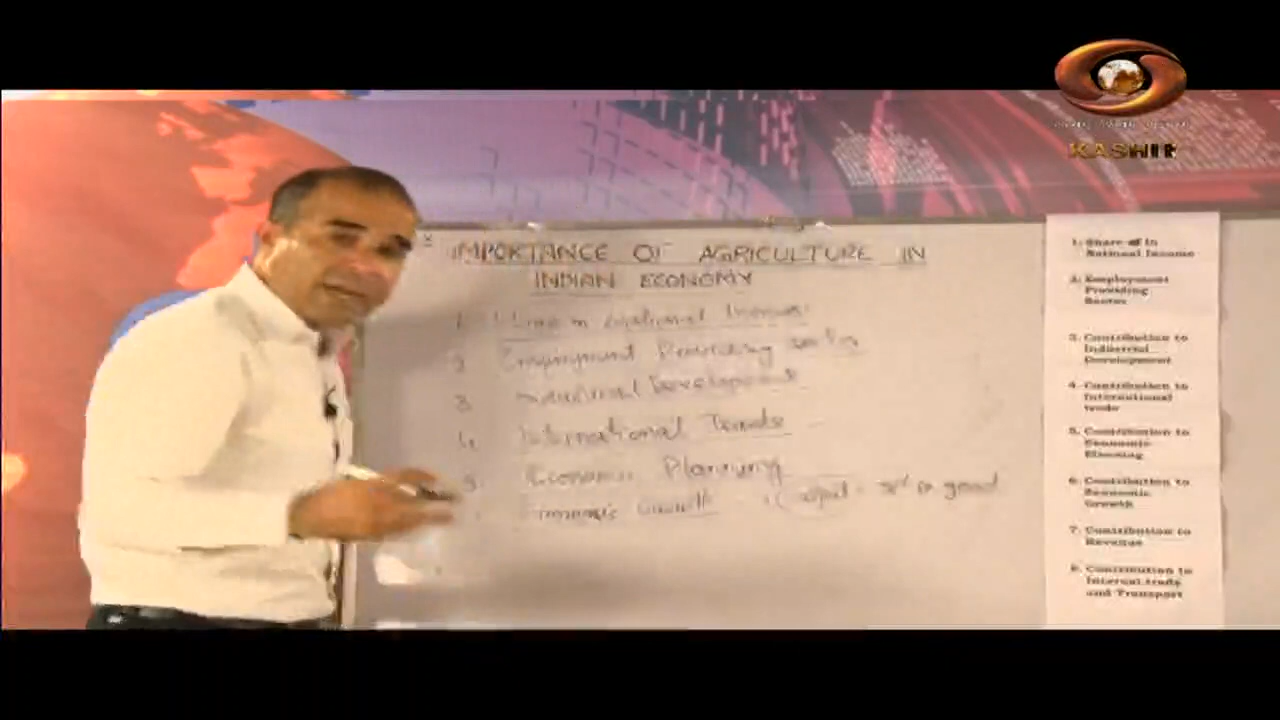 KASHIR
IMPORTANCE OF AGRICULTURE IN
INDIAN ECONOMY
1 Share in National Income
2 Employment Providing
3 Industrial Development
4 International Trends
5 Economic Planning
Economic Growth good
1. Share of in
National Income
2. Employment
Providing
Sector
3. Contribution to
Industrial
Development
4. Contribution to
International
trade
5. Contribution to
Economic
Planning
6. Contribution to
Economic
Growth
7. Contribution to
Revenue
8. Contribution to
Internal trade
and Transport